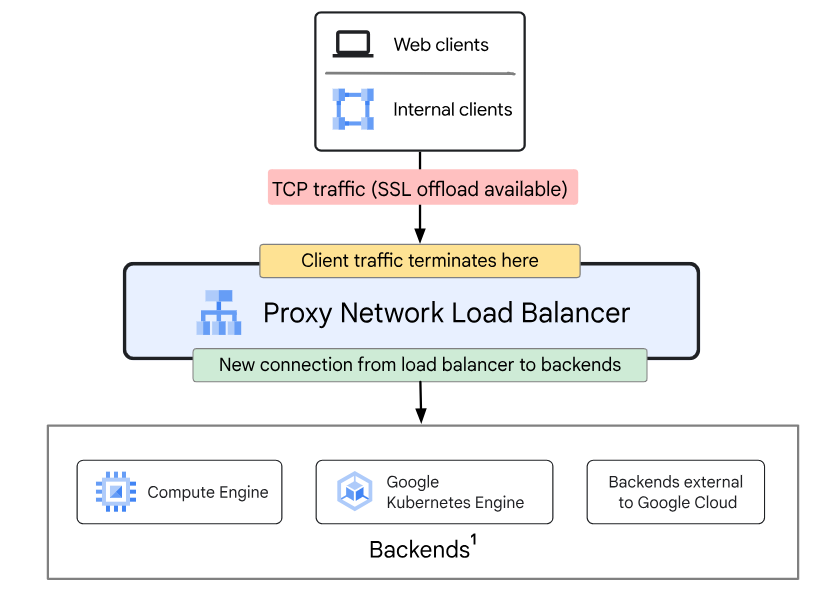 Web clients
Internal clients
TCP traffic (SSL offload available)
Client traffic terminates here
Proxy Network Load Balancer
New connection from load balancer to backends
Compute Engine
Google
Kubernetes Engine
Backends external
to Google Cloud
Backends¹